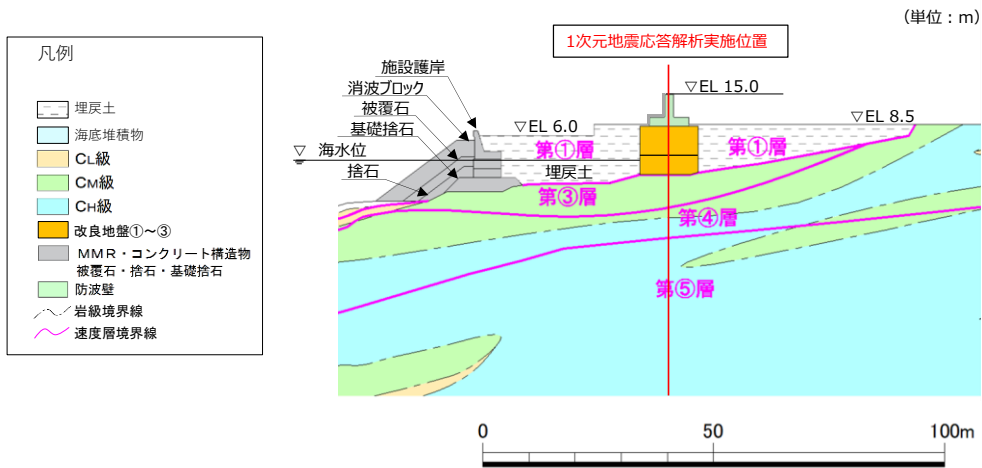 (単位：m)
凡例
埋戻土
海底堆積物
CL級
CM級
CH級
改良地盤①～③
MMR・コンクリート構造物
被覆石・捨石・基礎捨石
防波壁
岩級境界線
速度層境界線
1次元地震応答解析実施位置
施設護岸
消波ブロック
被覆石
基礎捨石
▽ 海水位
捨石
▽EL 15.0
▽EL 6.0
▽EL 8.5
第①層
第①層
埋戻土
第③層
第④層
第⑤層
0 50 100m